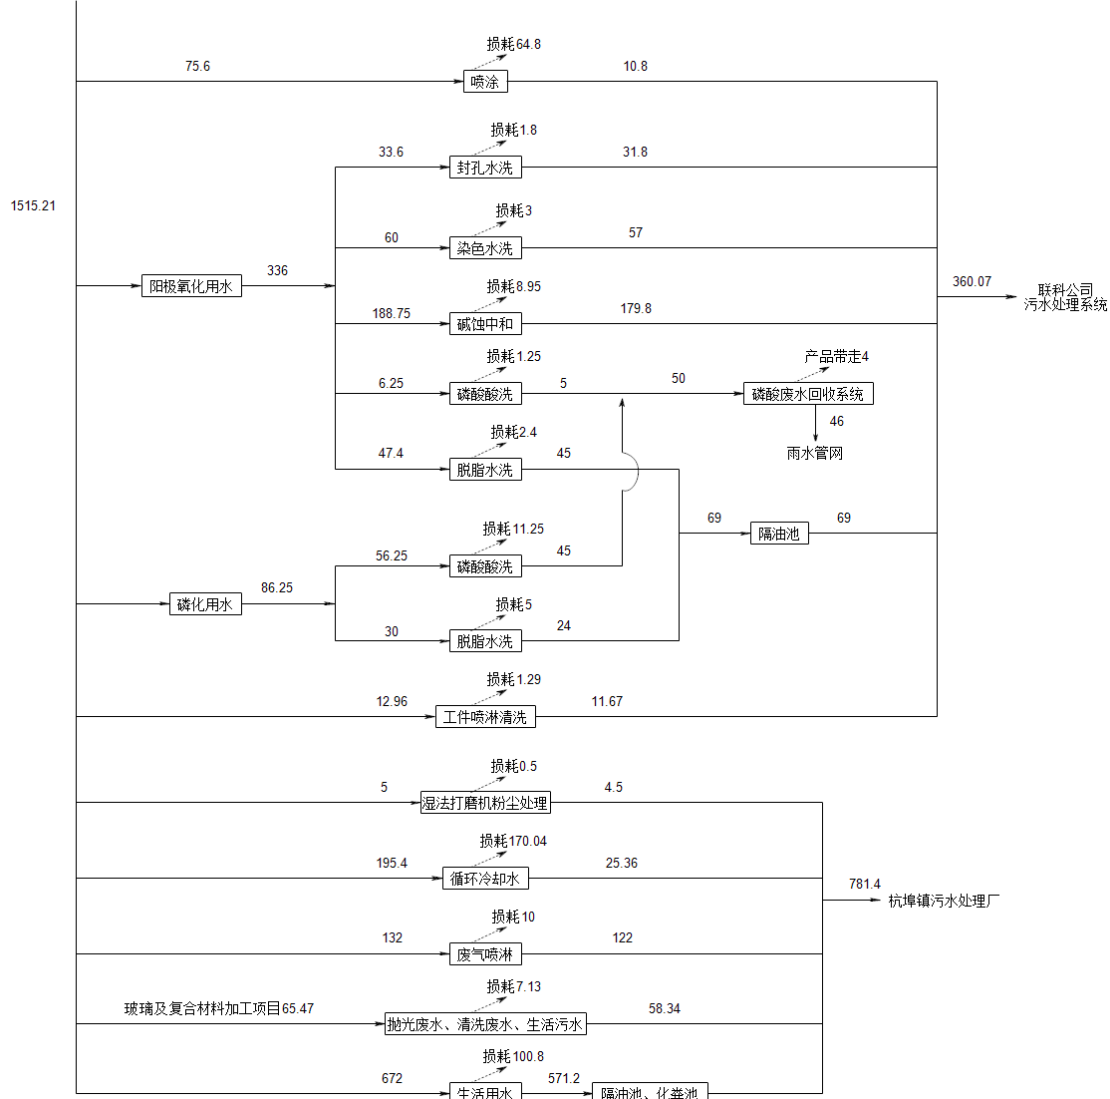 损耗64.8
75.6
喷涂
10.8
损耗1.8
33.6
封孔水洗
31.8
1515.21
损耗3
60
染色水洗
57
阳极氧化用水
336
损耗8.95
188.75
碱蚀中和
179.8
360.07
联科公司
污水处理系统
损耗1.25
6.25
磷酸酸洗
5
50
产品带走4
磷酸废水回收系统
46
雨水管网
损耗2.4
47.4
脱脂水洗
45
69
隔油池
69
损耗11.25
56.25
磷酸酸洗
45
磷化用水
86.25
损耗5
30
脱脂水洗
24
损耗1.29
12.96
工件喷淋清洗
11.67
损耗0.5
5
湿法打磨机粉尘处理
4.5
损耗170.04
195.4
循环冷却水
25.36
781.4
杭埠镇污水处理厂
损耗10
132
废气喷淋
122
损耗7.13
玻璃及复合材料加工项目65.47
抛光废水、清洗废水、生活污水
58.34
损耗100.8
672
生活用水
571.2
隔油池、化粪池